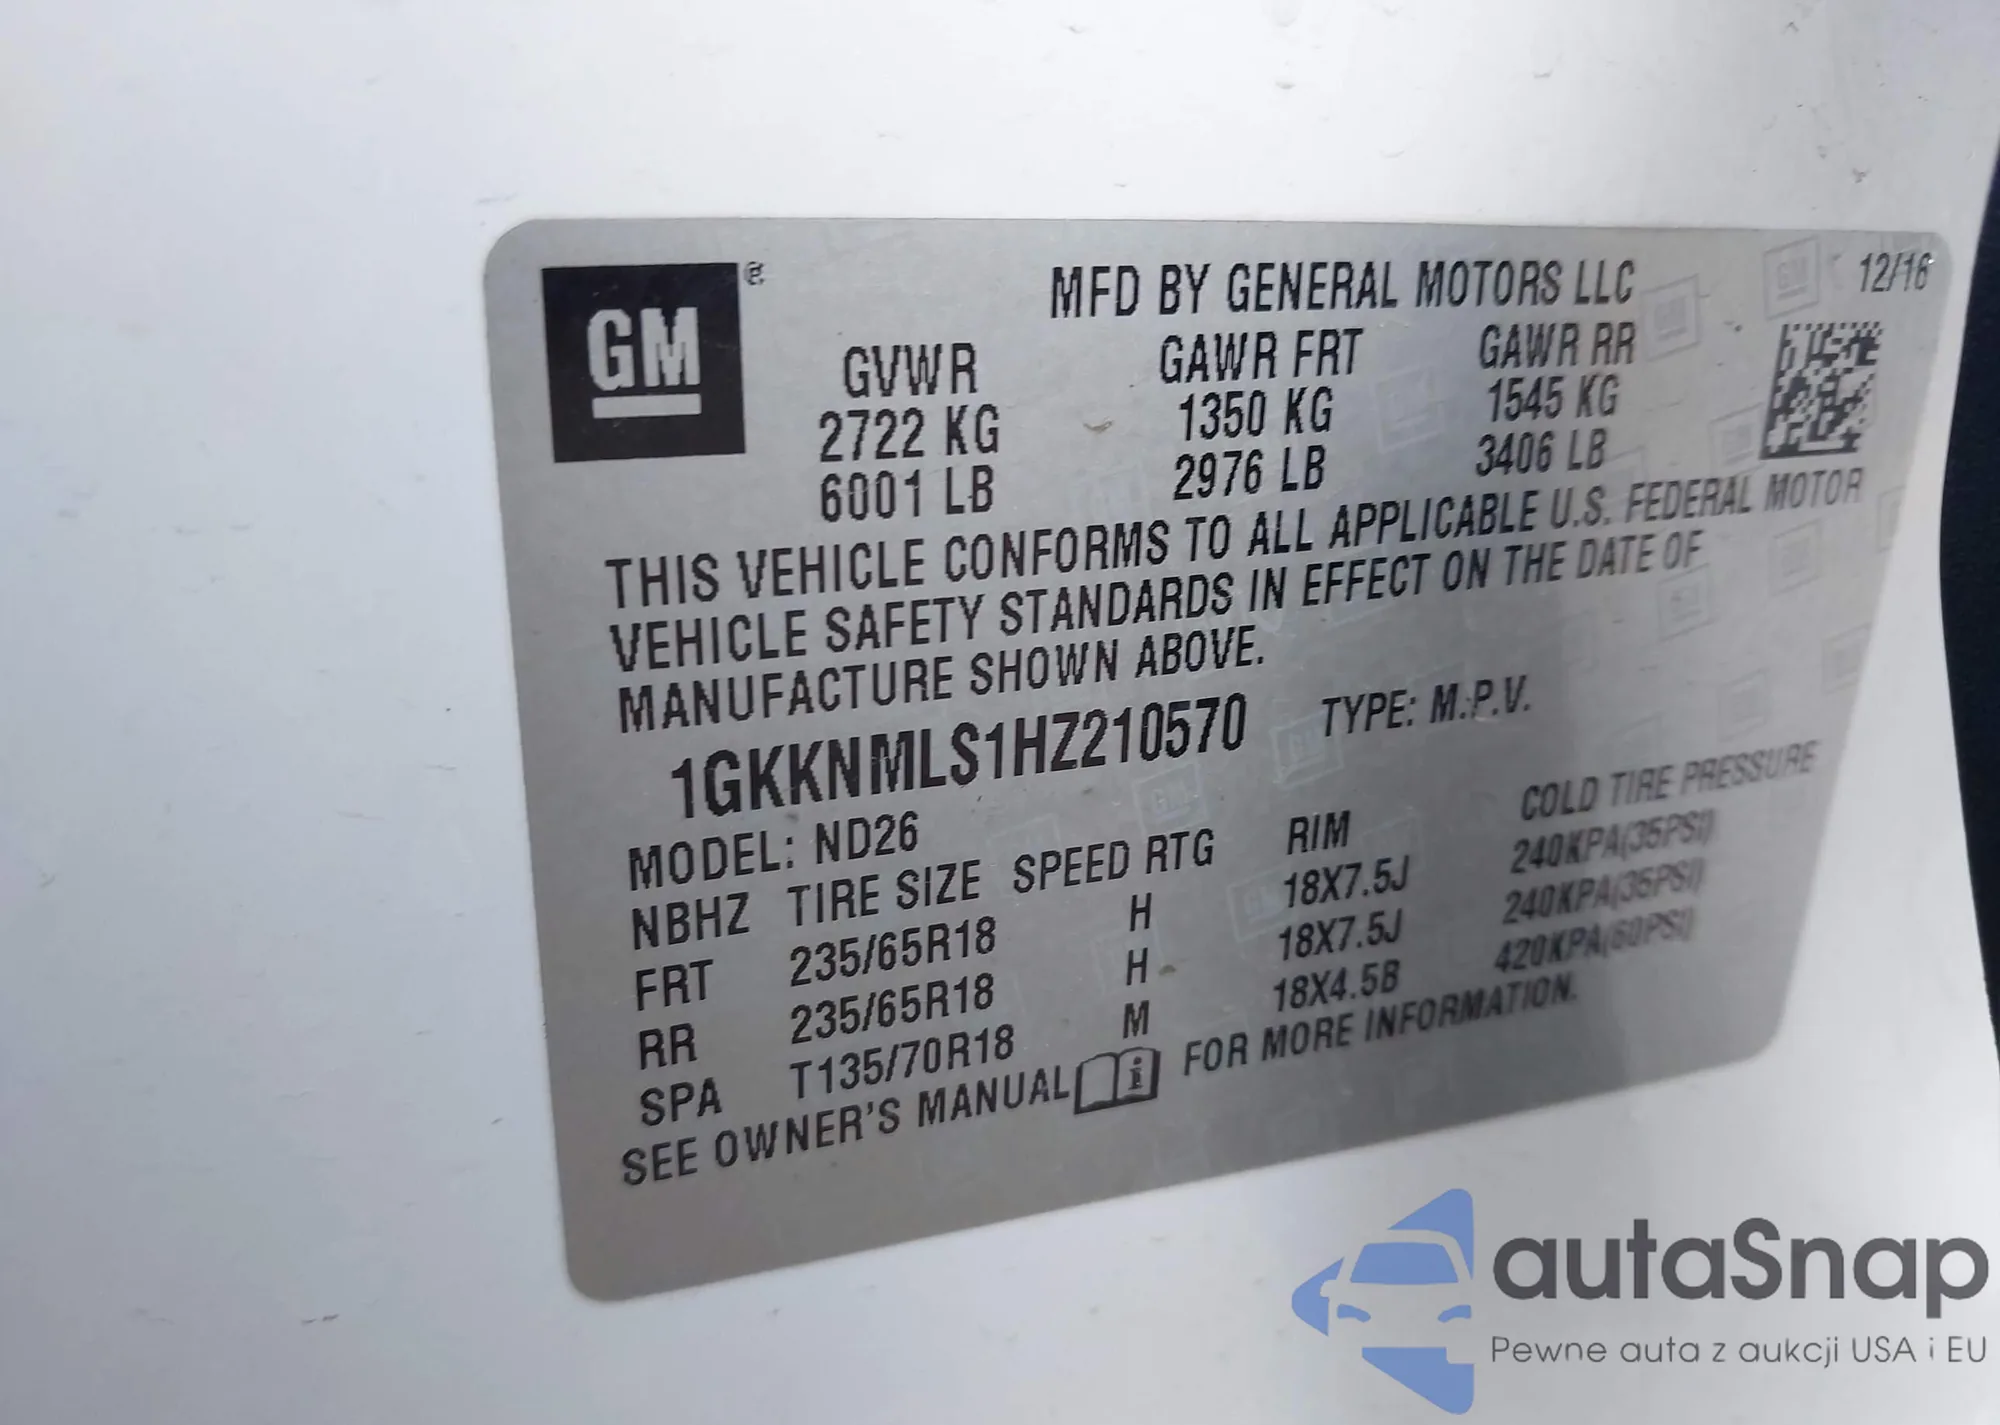 GM ®
MFD BY GENERAL MOTORS LLC 12/16
GVWR GAWR FRT GAWR RR
2722 KG 1350 KG 1545 KG
6001 LB 2976 LB 3406 LB
THIS VEHICLE CONFORMS TO ALL APPLICABLE U.S. FEDERAL MOTOR
VEHICLE SAFETY STANDARDS IN EFFECT ON THE DATE OF
MANUFACTURE SHOWN ABOVE.
1GKKNMLS1HZ210570 TYPE: M.P.V.
MODEL: ND26
NBHZ TIRE SIZE SPEED RTG RIM COLD TIRE PRESSURE
FRT 235/65R18 H 18X7.5J 240KPA(35PSI)
RR 235/65R18 H 18X7.5J 240KPA(35PSI)
SPA T135/70R18 M 18X4.5B 420KPA(60PSI)
SEE OWNER'S MANUAL FOR MORE INFORMATION.
autaSnap
Pewne auta z aukcji USA i EU